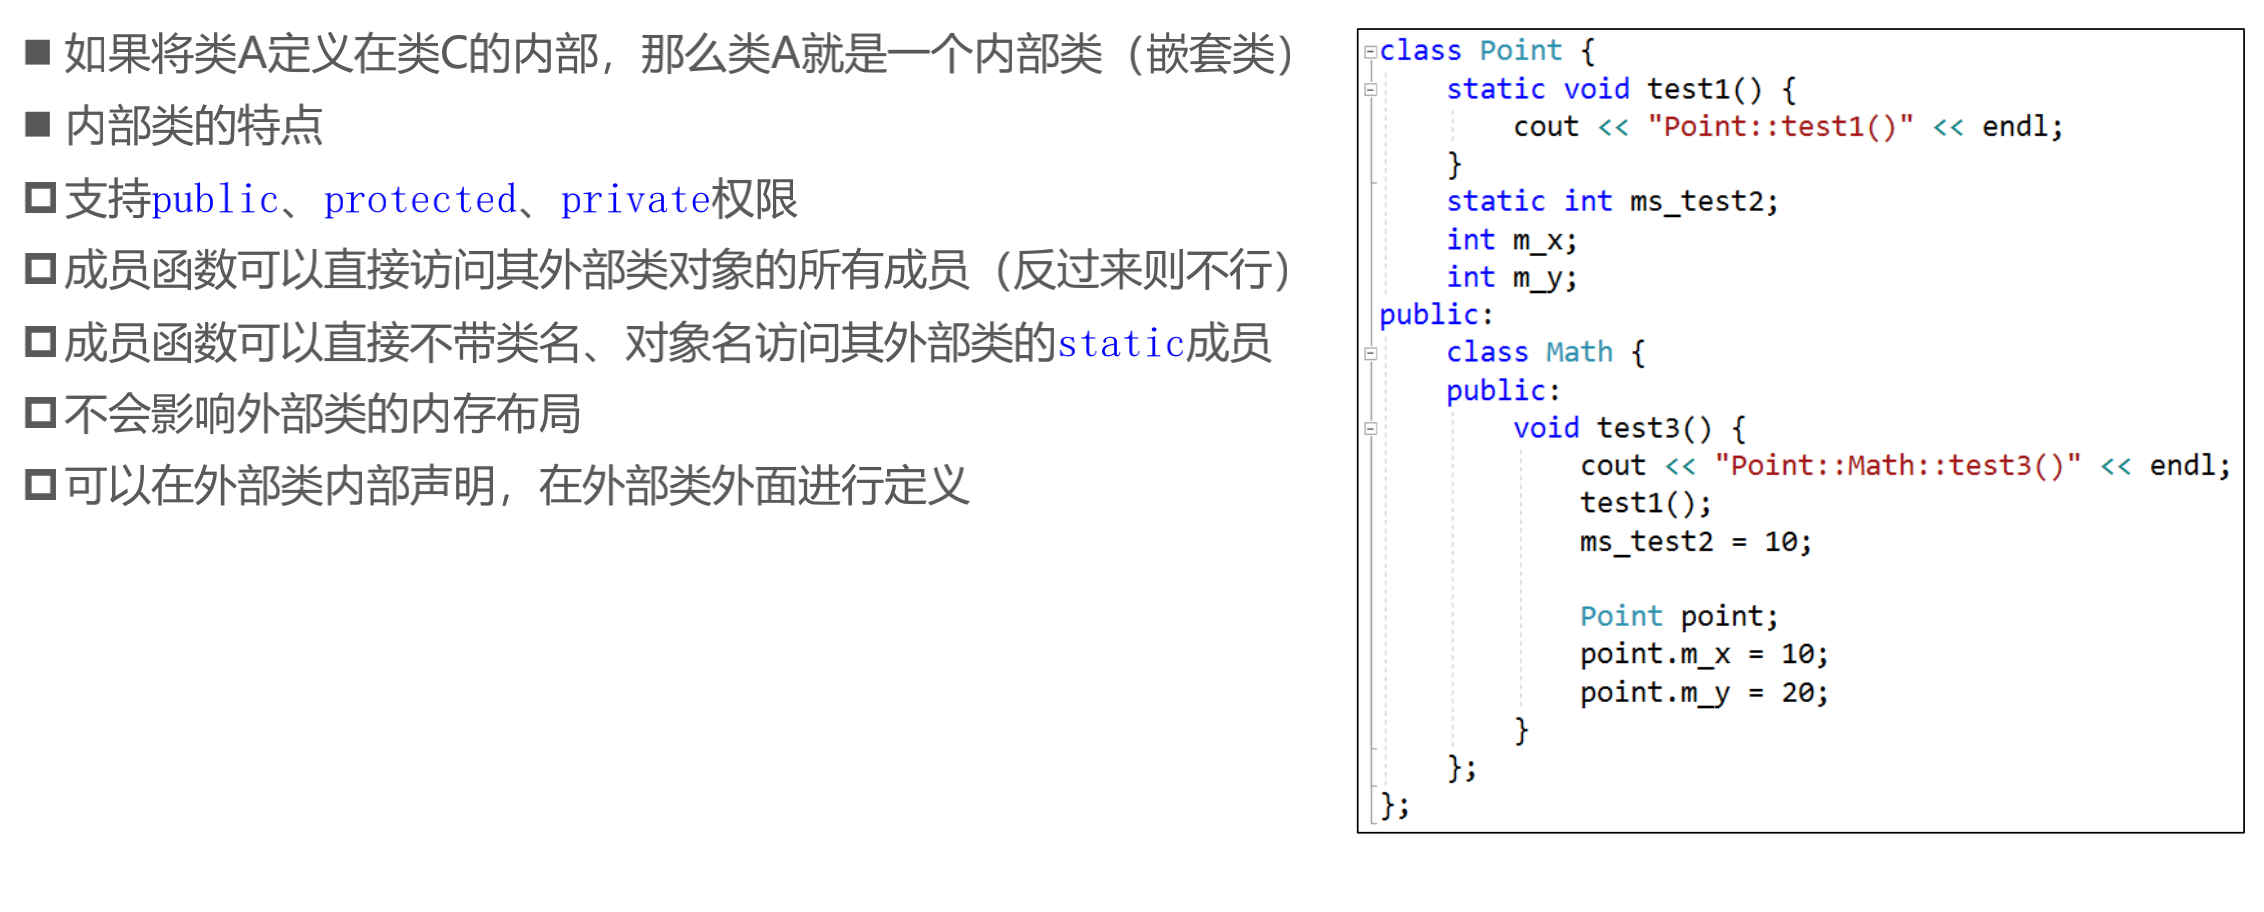 ■ 如果将类A定义在类C的内部，那么类A就是一个内部类（嵌套类）
■ 内部类的特点
支持public、protected、private权限
成员函数可以直接访问其外部类对象的所有成员（反过来则不行）
成员函数可以直接不带类名、对象名访问其外部类的static成员
不会影响外部类的内存布局
可以在外部类内部声明，在外部类外面进行定义
class Point {
    static void test1() {
        cout << "Point::test1()" << endl;
    }
    static int ms_test2;
    int m_x;
    int m_y;
public:
    class Math {
    public:
        void test3() {
            cout << "Point::Math::test3()" << endl;
            test1();
            ms_test2 = 10;
            Point point;
            point.m_x = 10;
            point.m_y = 20;
        }
    };
};